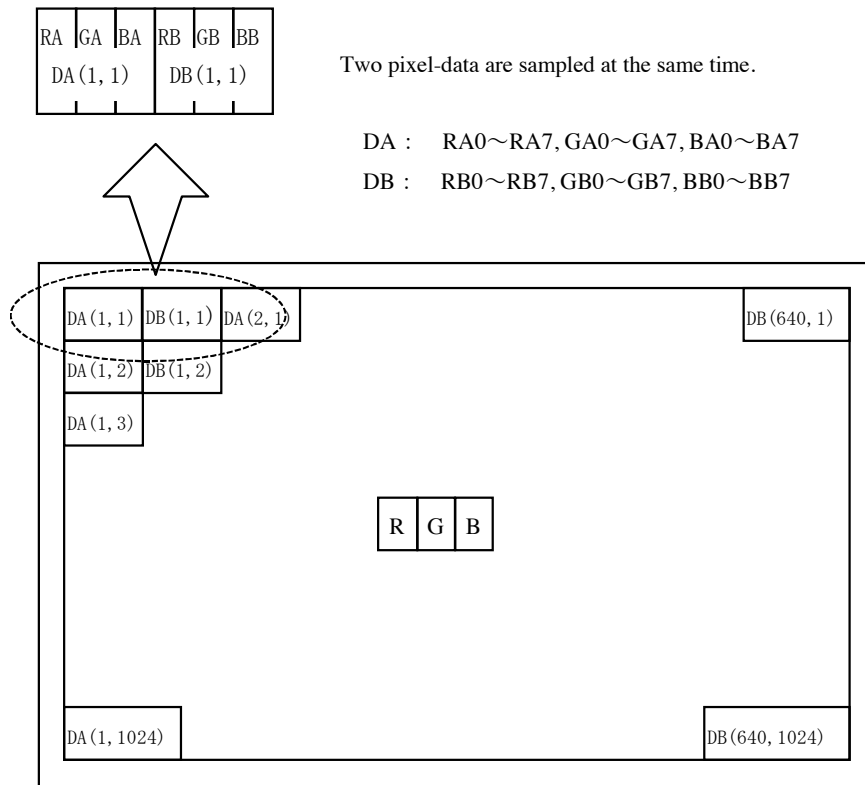 RA GA BA RB GB BB
DA(1,1) DB(1,1)
Two pixel-data are sampled at the same time.
DA : RA0～RA7, GA0～GA7, BA0～BA7
DB : RB0～RB7, GB0～GB7, BB0～BB7
DA(1,1) DB(1,1) DA(2,1) DB(640,1)
DA(1,2) DB(1,2)
DA(1,3)
R G B
DA(1,1024) DB(640,1024)